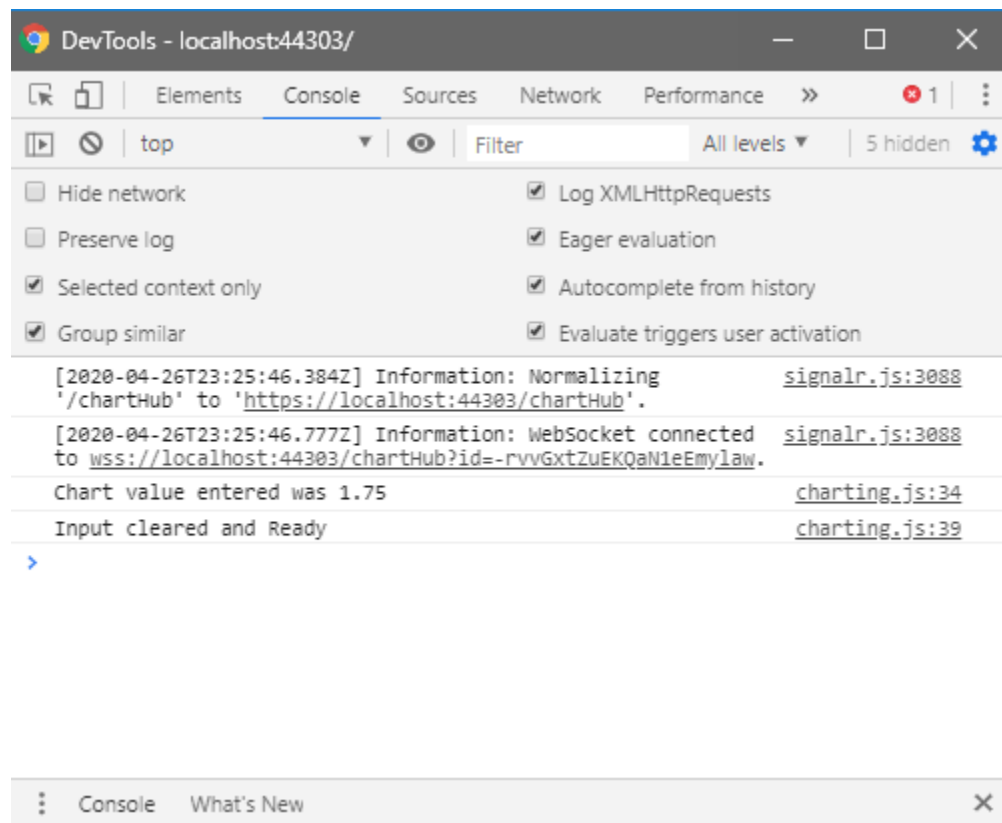 DevTools - localhost:44303/
Elements Console Sources Network Performance » 1
top Filter All levels 5 hidden
Hide network Log XMLHttpRequests
Preserve log Eager evaluation
Selected context only Autocomplete from history
Group similar Evaluate triggers user activation
[2020-04-26T23:25:46.384Z] Information: Normalizing signalr.js:3088
'/chartHub' to 'https://localhost:44303/chartHub'.
[2020-04-26T23:25:46.777Z] Information: WebSocket connected signalr.js:3088
to wss://localhost:44303/chartHub?id=-rvvGxtZuEKQaN1eEmylaw.
Chart value entered was 1.75 charting.js:34
Input cleared and Ready charting.js:39
>
Console What's New